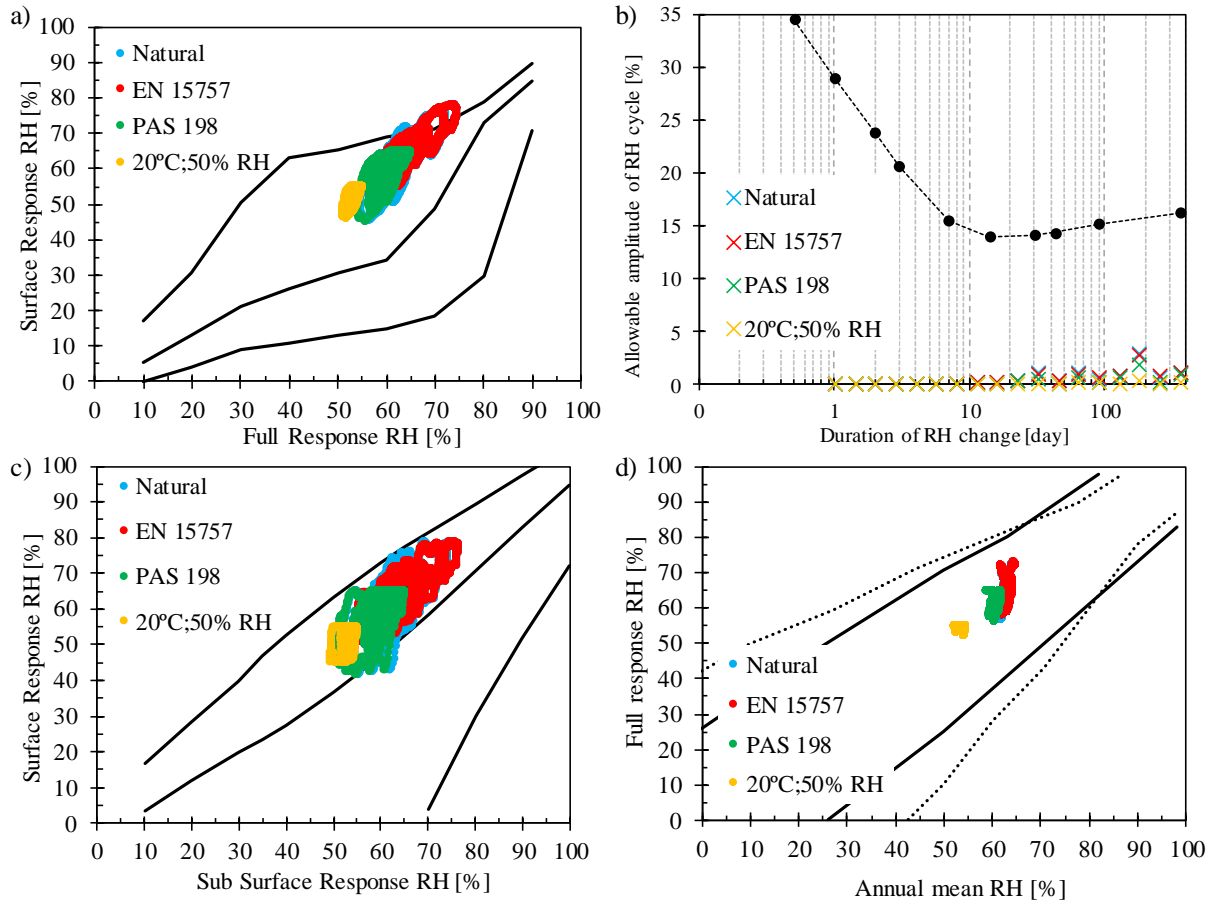 a)
Surface Response RH [%]
100
90
80
70
60
50
40
30
20
10
0
Natural
EN 15757
PAS 198
20ºC;50% RH
0 10 20 30 40 50 60 70 80 90 100
Full Response RH [%]
b)
Allowable amplitude of RH cycle [%]
35
30
25
20
15
10
5
0
Natural
EN 15757
PAS 198
20ºC;50% RH
0 1 10 100
Duration of RH change [day]
c)
Surface Response RH [%]
100
90
80
70
60
50
40
30
20
10
0
Natural
EN 15757
PAS 198
20ºC;50% RH
0 10 20 30 40 50 60 70 80 90 100
Sub Surface Response RH [%]
d)
Full response RH [%]
100
90
80
70
60
50
40
30
20
10
0
Natural
EN 15757
PAS 198
20ºC;50% RH
0 10 20 30 40 50 60 70 80 90 100
Annual mean RH [%]